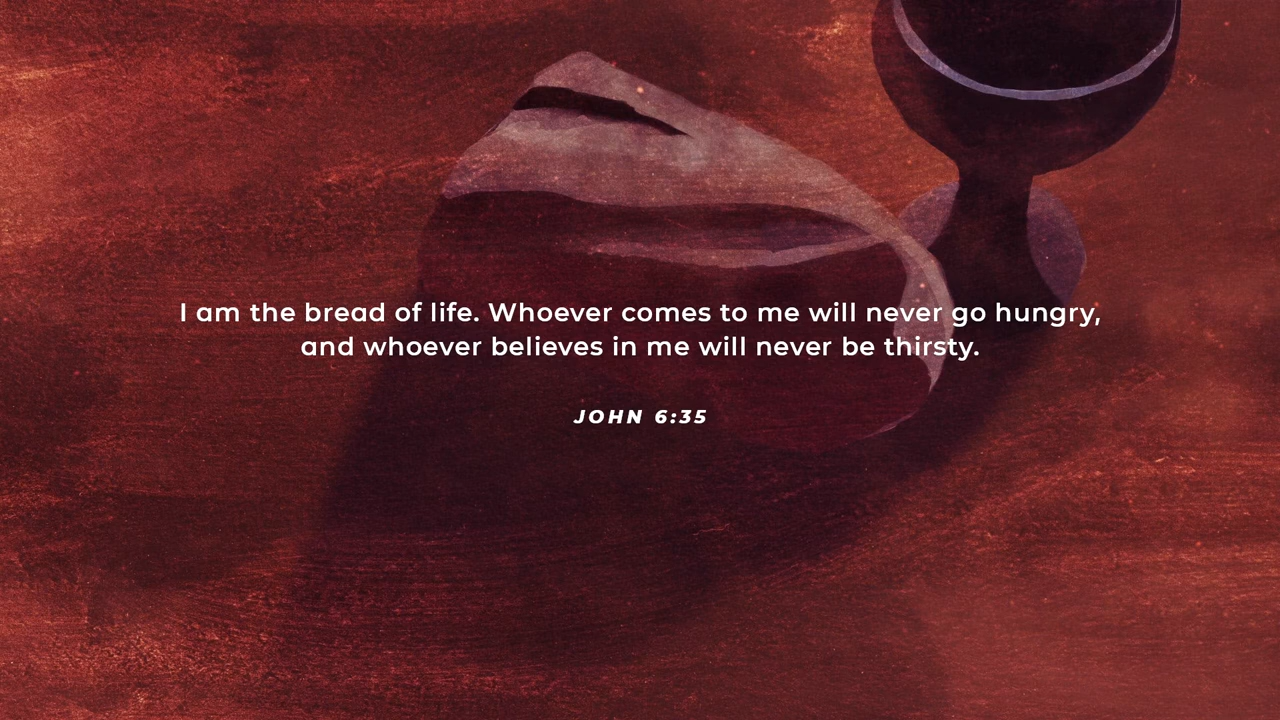 I am the bread of life. Whoever comes to me will never go hungry,
and whoever believes in me will never be thirsty.
JOHN 6:35